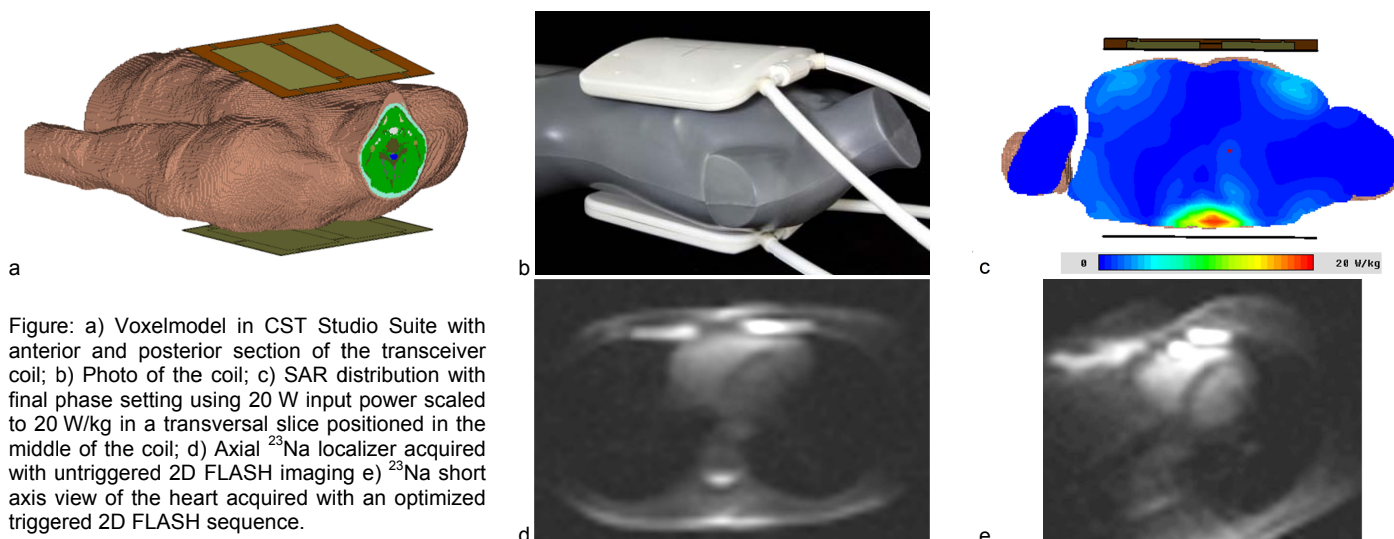 a
b
c
0 20 W/kg
Figure: a) Voxelmodel in CST Studio Suite with
anterior and posterior section of the transceiver
coil; b) Photo of the coil; c) SAR distribution with
final phase setting using 20 W input power scaled
to 20 W/kg in a transversal slice positioned in the
middle of the coil; d) Axial ²³Na localizer acquired
with untriggered 2D FLASH imaging e) ²³Na short
axis view of the heart acquired with an optimized
triggered 2D FLASH sequence.
d
e